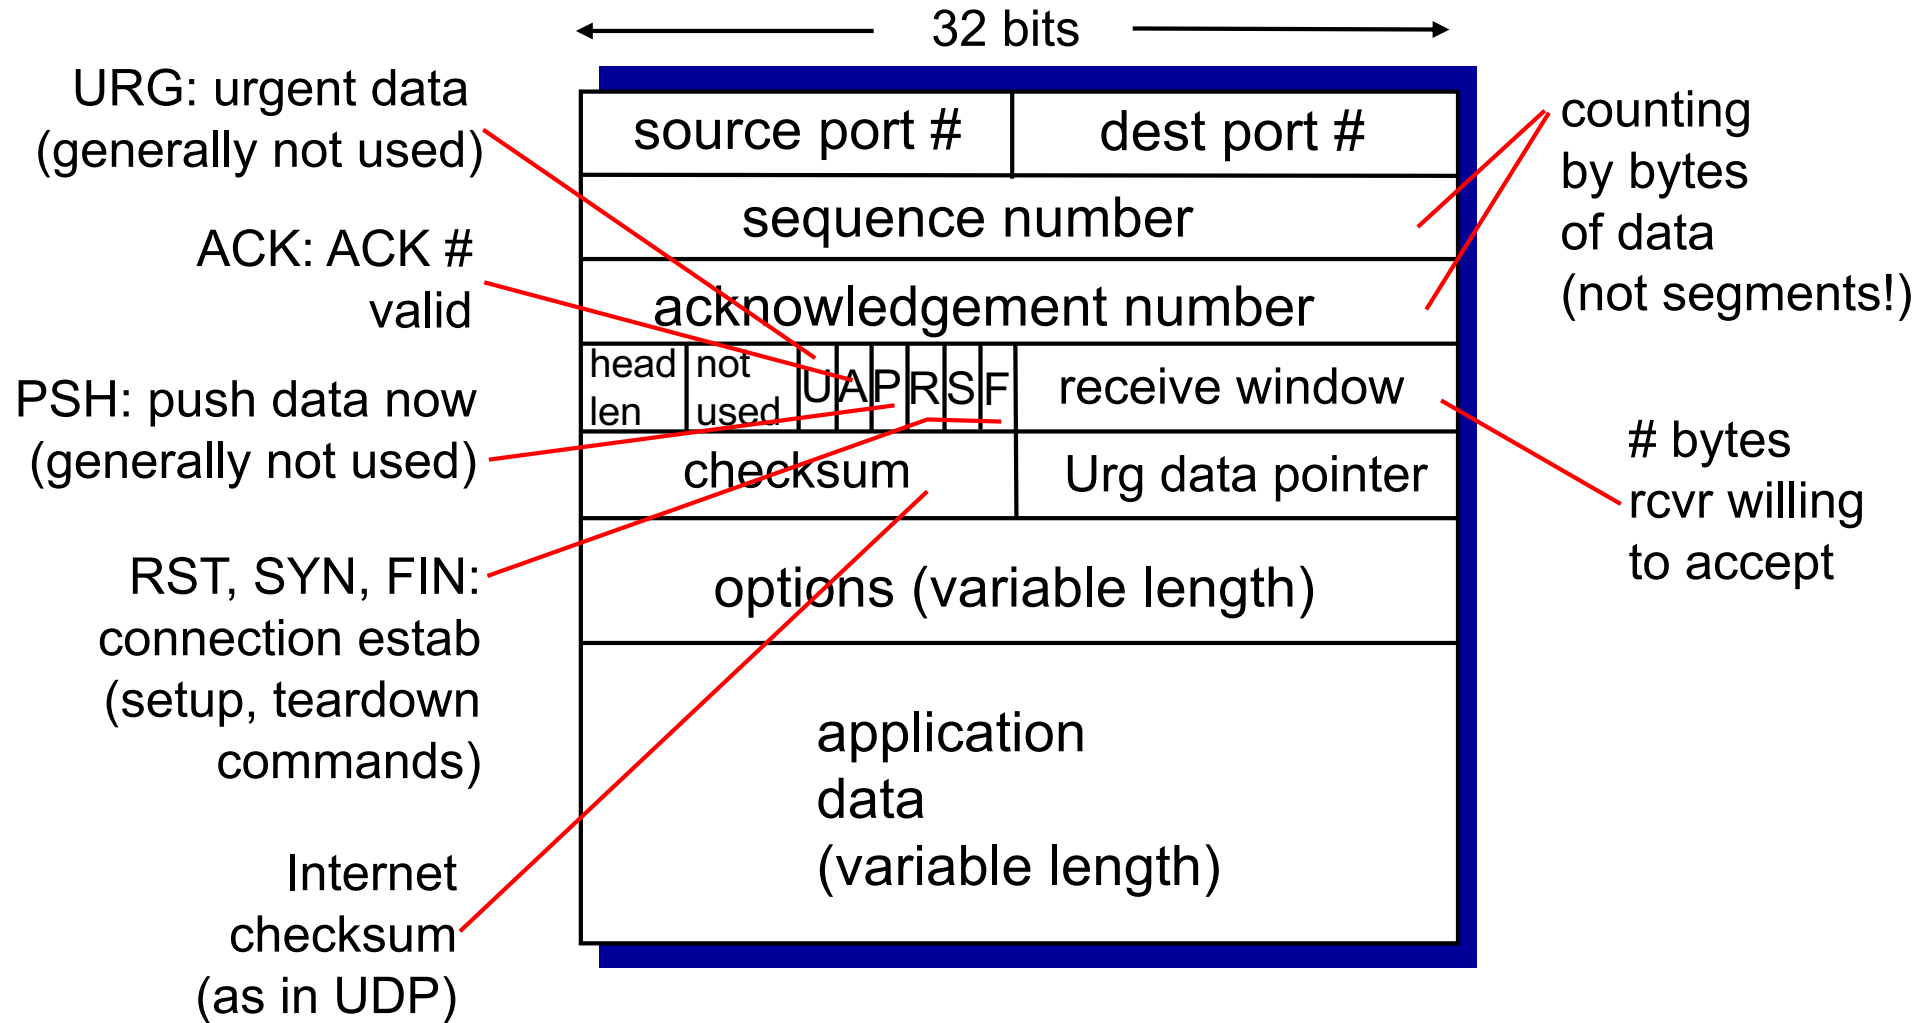 32 bits
URG: urgent data
(generally not used)
ACK: ACK #
valid
PSH: push data now
(generally not used)
RST, SYN, FIN:
connection estab
(setup, teardown
commands)
Internet
checksum
(as in UDP)
source port #
dest port #
sequence number
acknowledgement number
head
len
not
used
U
A
P
R
S
F
receive window
checksum
Urg data pointer
options (variable length)
application
data
(variable length)
counting
by bytes
of data
(not segments!)
# bytes
rcvr willing
to accept